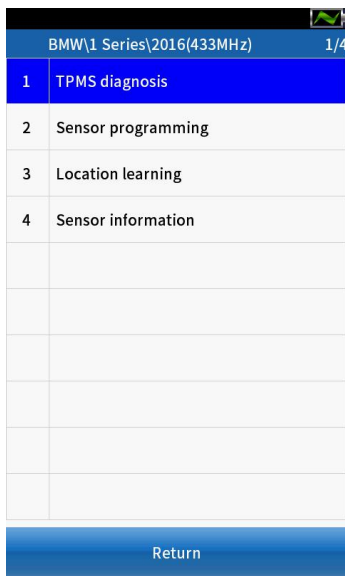 BMW\1 Series\2016(433MHz) 1/4
1 TPMS diagnosis
2 Sensor programming
3 Location learning
4 Sensor information
Return